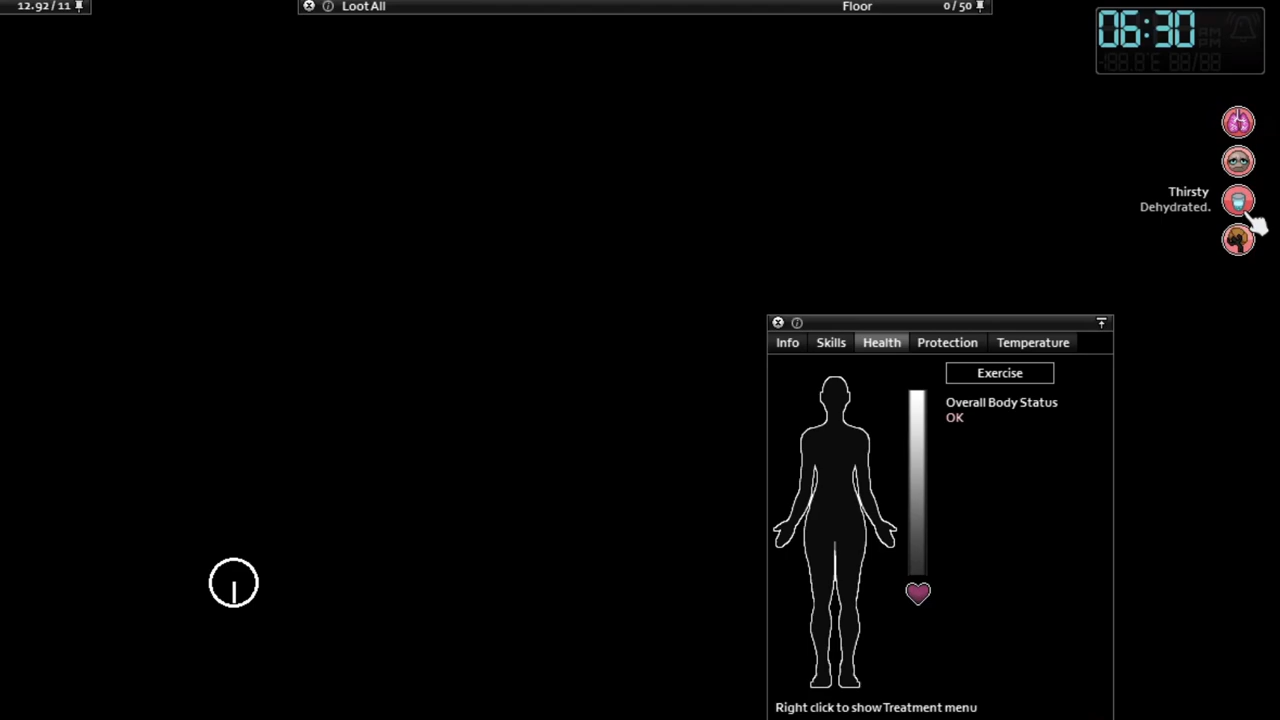 12.92 / 11
Loot All
Floor
0 / 50
06:30
Thirsty
Dehydrated.
Info
Skills
Health
Protection
Temperature
Exercise
Overall Body Status
OK
Right click to show Treatment menu